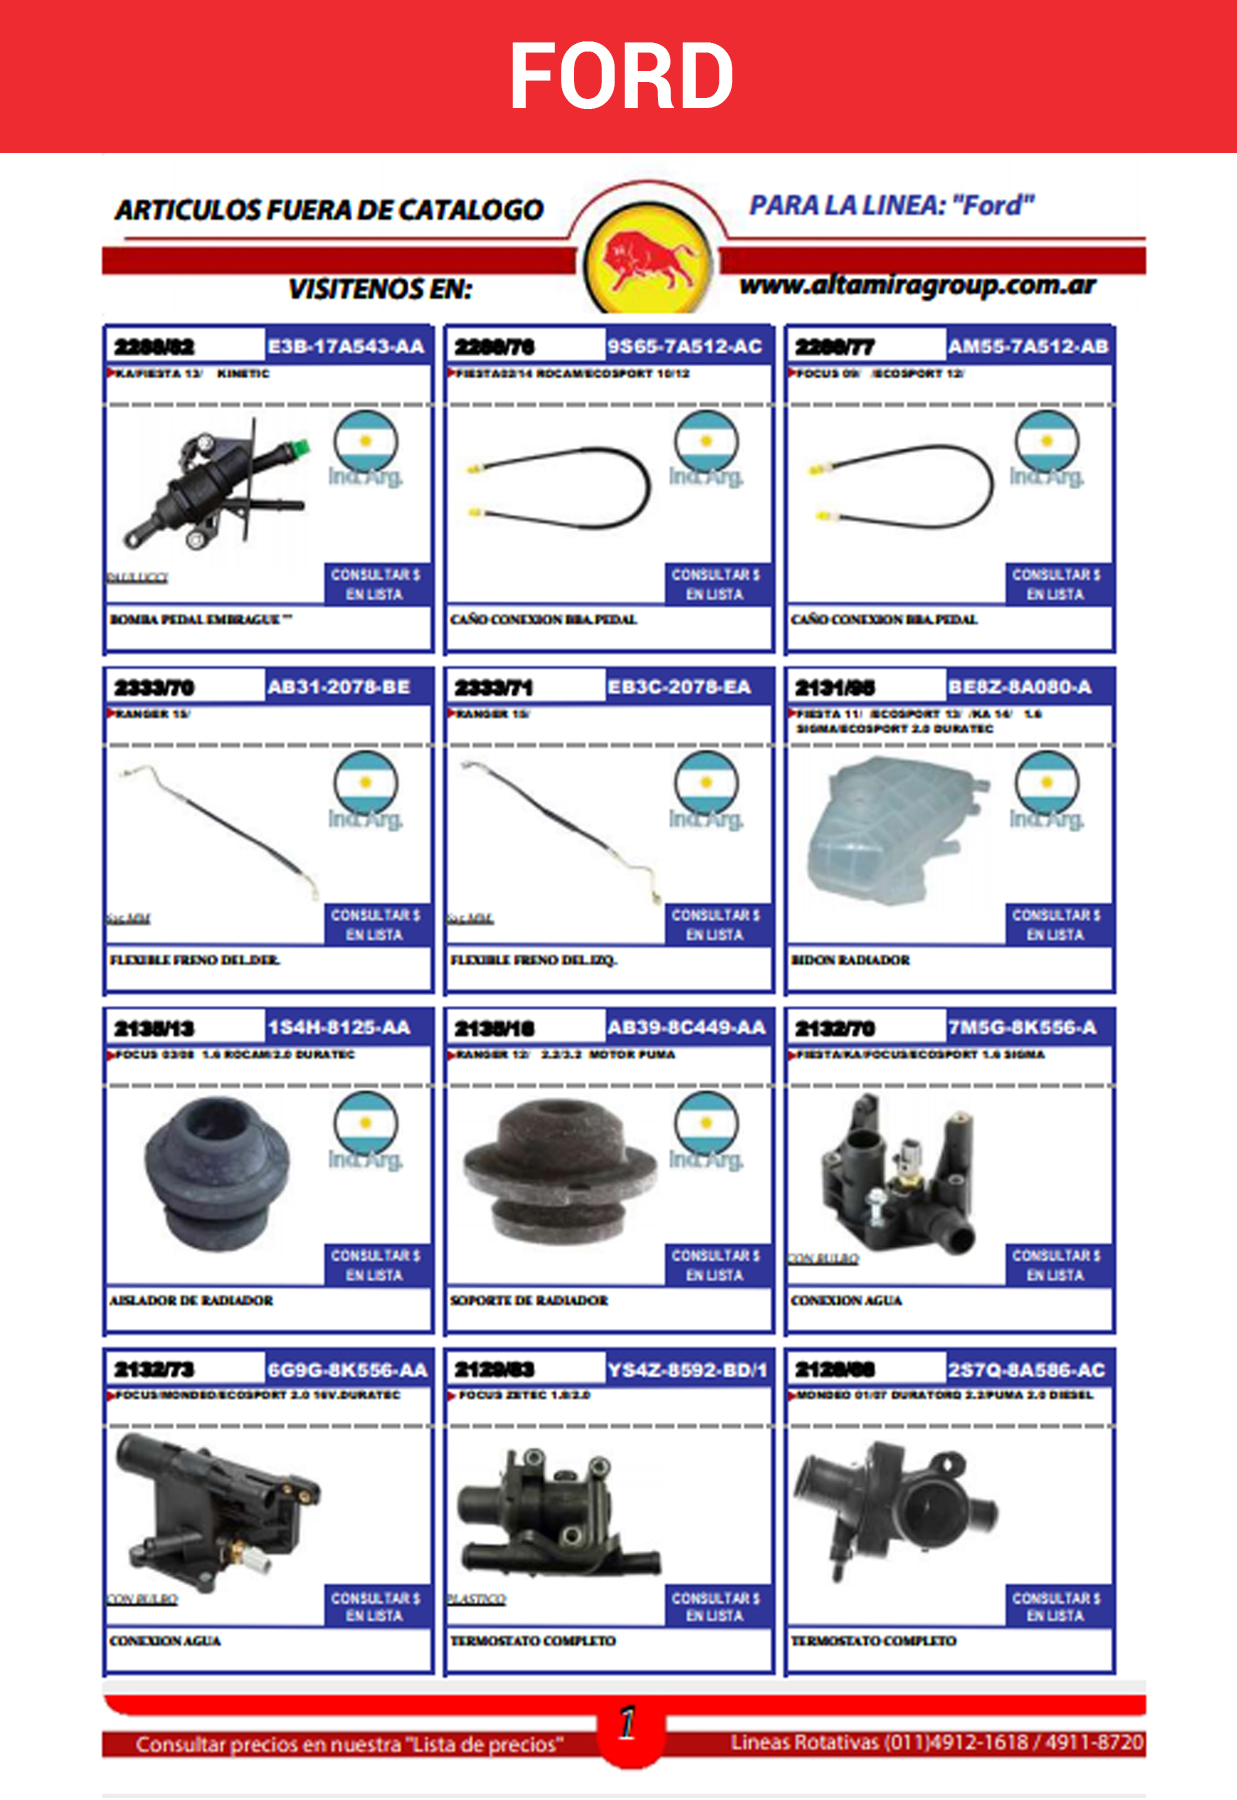 FORD
ARTICULOS FUERA DE CATALOGO
PARA LA LINEA: "Ford"
VISITENOS EN:
www.altamiragroup.com.ar
2288/82 E3B-17A543-AA
KA/FIESTA 13/ KINETIC
Ind. Arg.
PAULUCCI
CONSULTAR $
EN LISTA
BOMBA PEDAL EMBRAGUE ""
2288/76 9S65-7A512-AC
FIESTA02/14 ROCAM/ECOSPORT 10/12
Ind. Arg.
CONSULTAR $
EN LISTA
CAÑO CONEXION BBA.PEDAL
2288/77 AM55-7A512-AB
FOCUS 09/ /ECOSPORT 12/
Ind. Arg.
CONSULTAR $
EN LISTA
CAÑO CONEXION BBA.PEDAL
2333/70 AB31-2078-BE
RANGER 15/
Ind. Arg.
CONSULTAR $
EN LISTA
FLEXIBLE FRENO DEL.DER.
2333/71 EB3C-2078-EA
RANGER 15/
Ind. Arg.
CONSULTAR $
EN LISTA
FLEXIBLE FRENO DEL.IZQ.
2131/95 BE8Z-8A080-A
FIESTA 11/ /ECOSPORT 13/ /KA 14/ 1.6
SIGMA/ECOSPORT 2.0 DURATEC
Ind. Arg.
CONSULTAR $
EN LISTA
BIDON RADIADOR
2135/13 1S4H-8125-AA
FOCUS 03/08 1.6 ROCAM/2.0 DURATEC
Ind. Arg.
CONSULTAR $
EN LISTA
AISLADOR DE RADIADOR
2135/16 AB39-8C449-AA
RANGER 12/ 2.2/3.2 MOTOR PUMA
Ind. Arg.
CONSULTAR $
EN LISTA
SOPORTE DE RADIADOR
2132/70 7M5G-8K556-A
FIESTA/KA/FOCUS/ECOSPORT 1.6 SIGMA
CON BULBO
CONSULTAR $
EN LISTA
CONEXION AGUA
2132/73 6G9G-8K556-AA
FOCUS/MONDEO/ECOSPORT 2.0 16V.DURATEC
CON BULBO
CONSULTAR $
EN LISTA
CONEXION AGUA
2129/83 YS4Z-8592-BD/1
FOCUS ZETEC 1.8/2.0
PLASTICO
CONSULTAR $
EN LISTA
TERMOSTATO COMPLETO
2S7Q-8A586-AC
MONDEO 01/07 DURATORQ 2.2/PUMA 2.0 DIESEL
CONSULTAR $
EN LISTA
TERMOSTATO COMPLETO
1
Consultar precios en nuestra "Lista de precios"
Lineas Rotativas (011)4912-1618 / 4911-8720